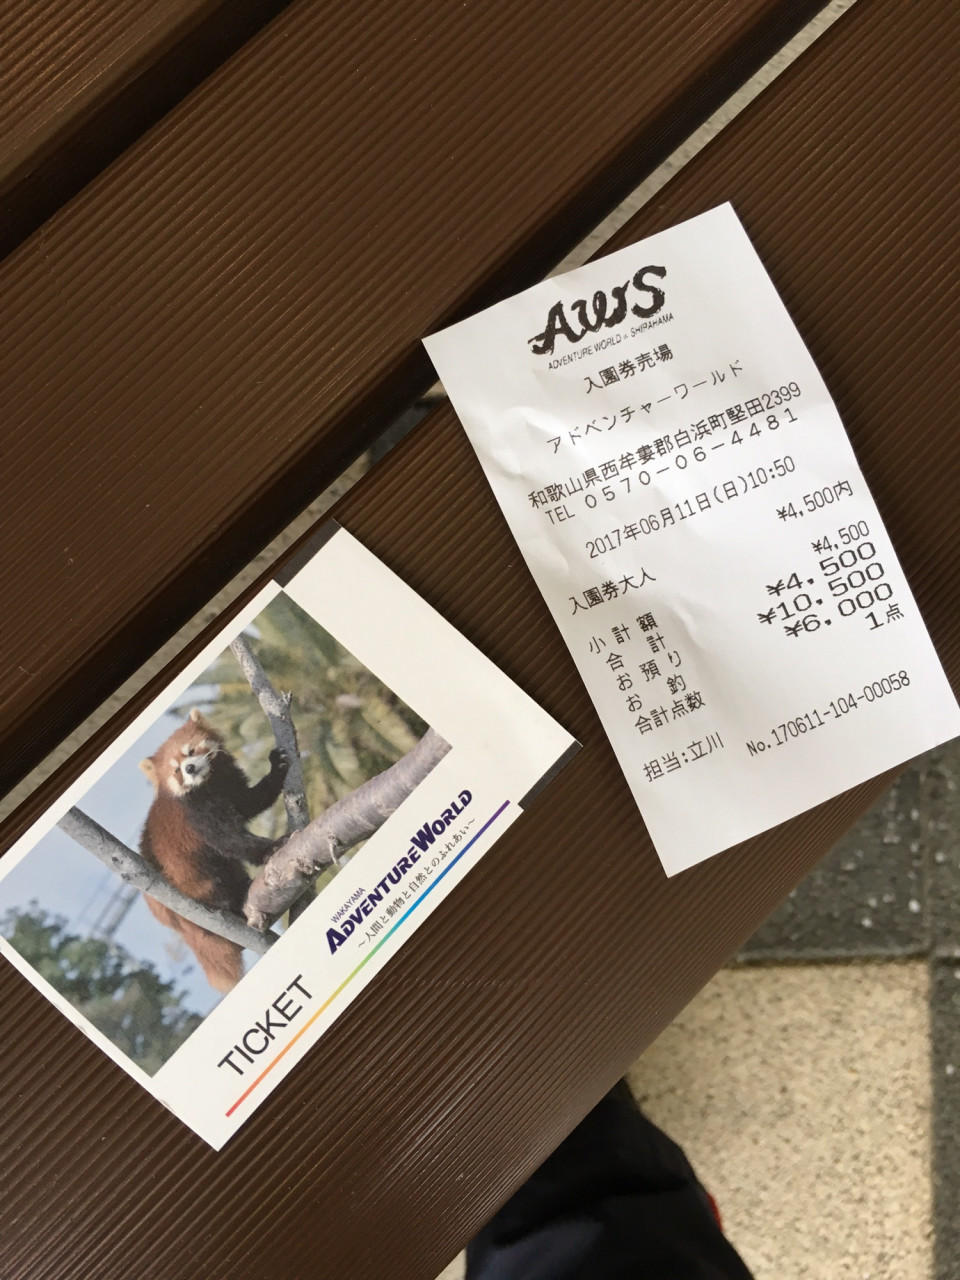 AWS
ADVENTURE WORLD in SHIRAHAMA
入園券売場
アドベンチャーワールド
和歌山県西牟婁郡白浜町堅田2399
TEL 0570-06-4481
2017年06月11日(日)10:50
入園券大人 ¥4,500内
小計額 ¥4,500
合計 ¥4,500
お預り ¥10,500
お釣 ¥6,000
合計点数 1点
担当:立川 No.170611-104-00058
WAKAYAMA
ADVENTUREWORLD
～人間と動物と自然とのふれあい～
TICKET